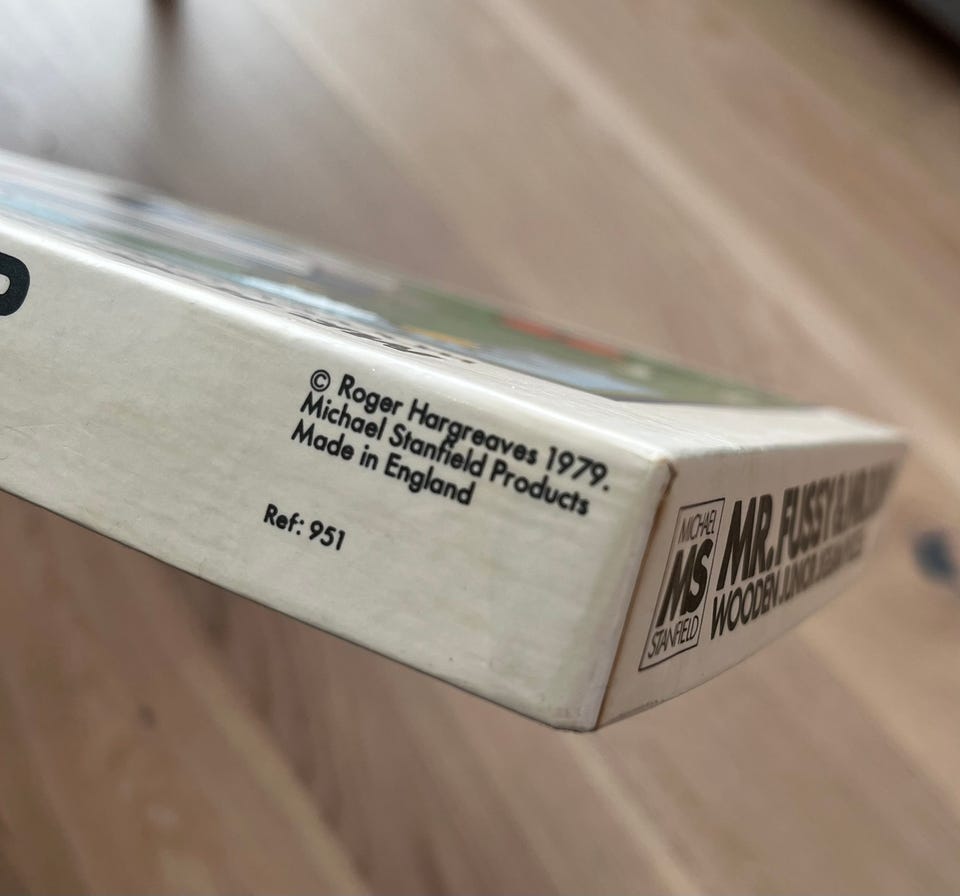 © Roger Hargreaves 1979.
Michael Stanfield Products
Made in England
Ref: 951
MICHAEL
MS
STANFIELD
MR. FUSSY &
WOODEN JUNIOR